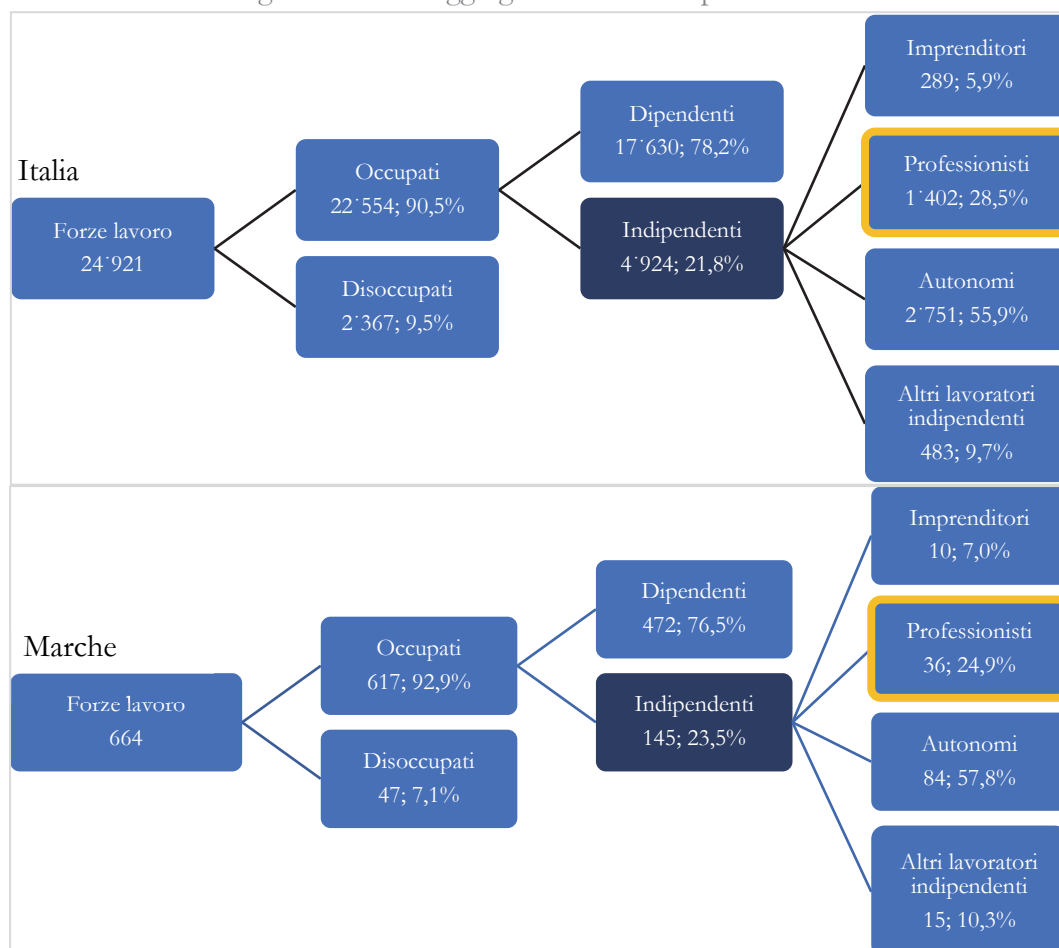 Italia
Forze lavoro
24˙921
Occupati
22˙554; 90,5%
Disoccupati
2˙367; 9,5%
Dipendenti
17˙630; 78,2%
Indipendenti
4˙924; 21,8%
Imprenditori
289; 5,9%
Professionisti
1˙402; 28,5%
Autonomi
2˙751; 55,9%
Altri lavoratori
indipendenti
483; 9,7%
Marche
Forze lavoro
664
Occupati
617; 92,9%
Disoccupati
47; 7,1%
Dipendenti
472; 76,5%
Indipendenti
145; 23,5%
Imprenditori
10; 7,0%
Professionisti
36; 24,9%
Autonomi
84; 57,8%
Altri lavoratori
indipendenti
15; 10,3%